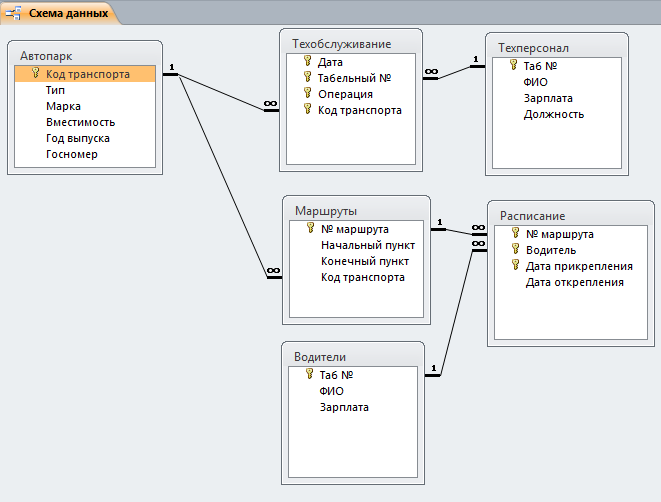 Схема данных
Автопарк
Код транспорта
Тип
Марка
Вместимость
Год выпуска
Госномер
1
∞
∞
Техобслуживание
Дата
Табельный №
Операция
Код транспорта
∞
1
Техперсонал
Таб №
ФИО
Зарплата
Должность
Маршруты
№ маршрута
Начальный пункт
Конечный пункт
Код транспорта
1
∞
∞
Расписание
№ маршрута
Водитель
Дата прикрепления
Дата открепления
Водители
Таб №
ФИО
Зарплата
1